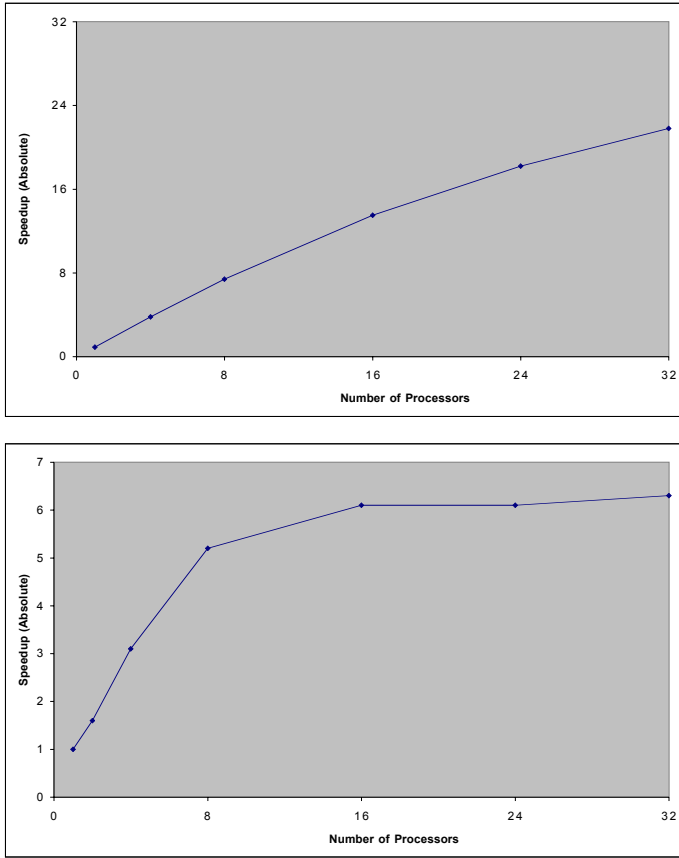 32
24
16
8
0
Speedup (Absolute)
0 8 16 24 32
Number of Processors
7
6
5
4
3
2
1
0
Speedup (Absolute)
0 8 16 24 32
Number of Processors